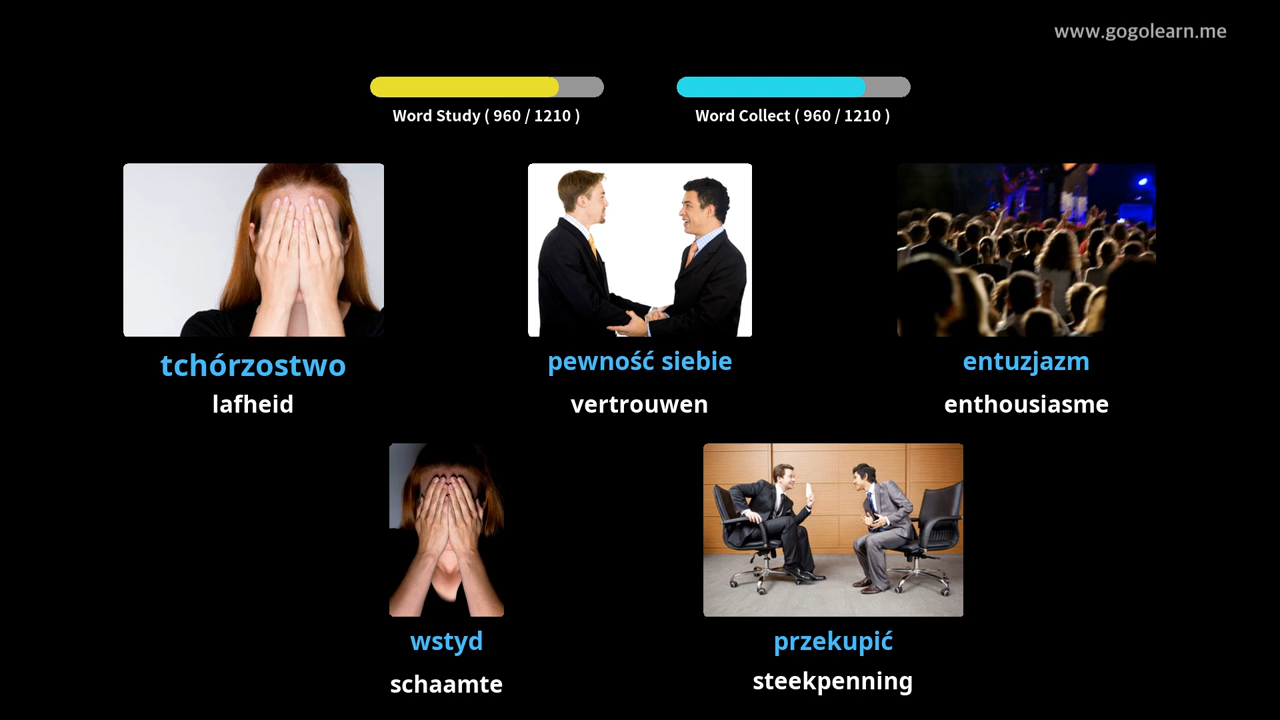 www.gogolearn.me
Word Study ( 960 / 1210 )
Word Collect ( 960 / 1210 )
tchórzostwo
lafheid
pewność siebie
vertrouwen
entuzjazm
enthousiasme
wstyd
schaamte
przekupić
steekpenning